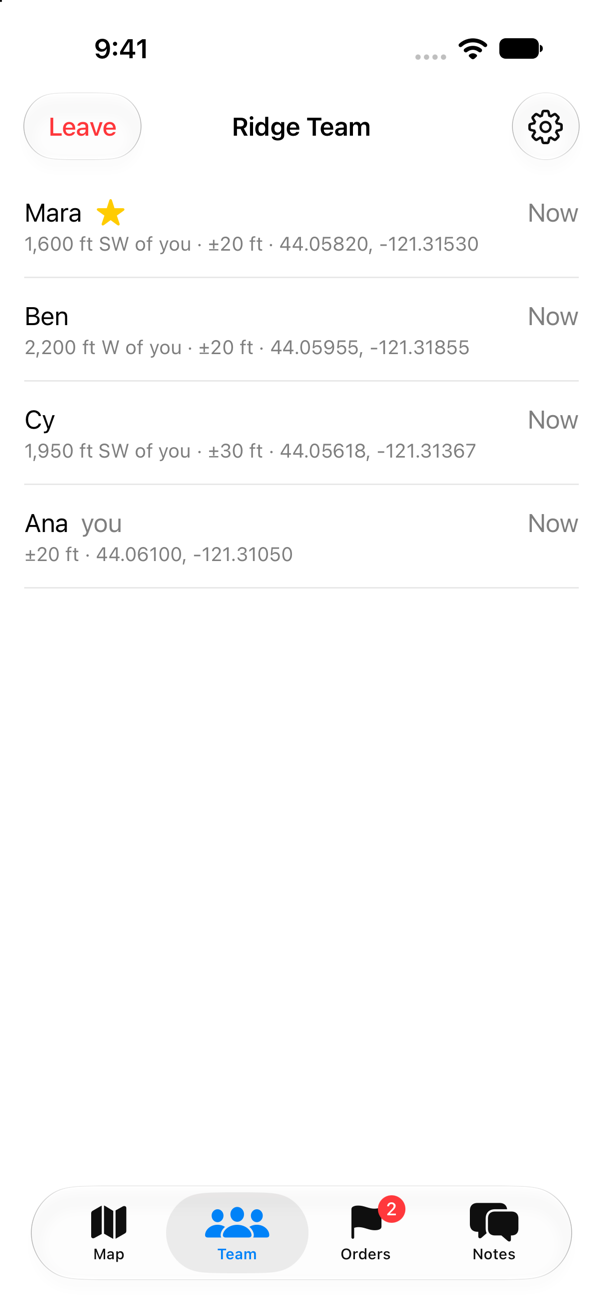 9:41
Leave
Ridge Team
Mara
Now
1,600 ft SW of you · ±20 ft · 44.05820, -121.31530
Ben
Now
2,200 ft W of you · ±20 ft · 44.05955, -121.31855
Cy
Now
1,950 ft SW of you · ±30 ft · 44.05618, -121.31367
Ana you
Now
±20 ft · 44.06100, -121.31050
2
Map
Team
Orders
Notes